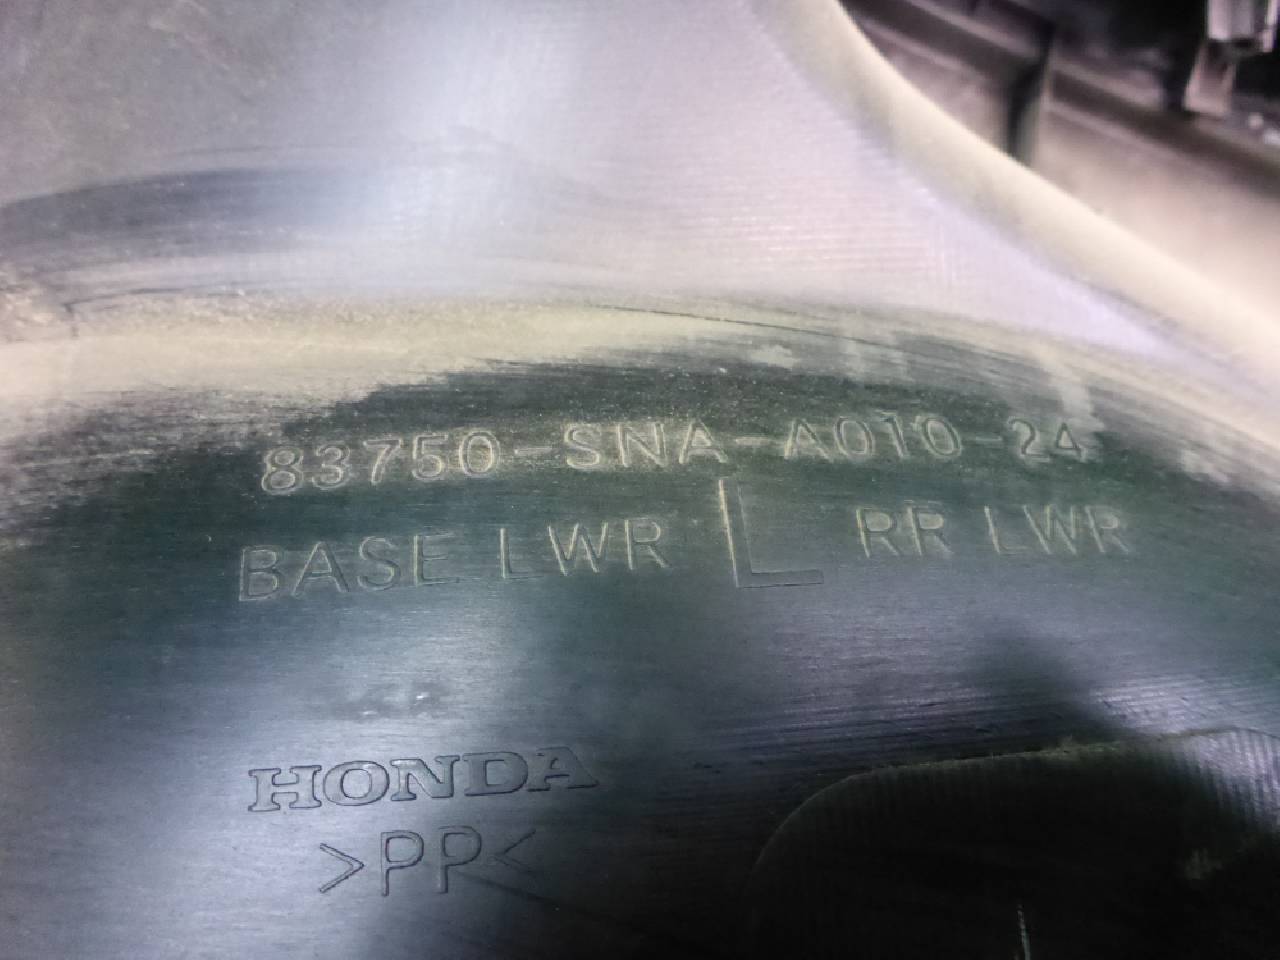 83750-SNA-A010-24
BASE LWR L RR LWR
HONDA
>PP<